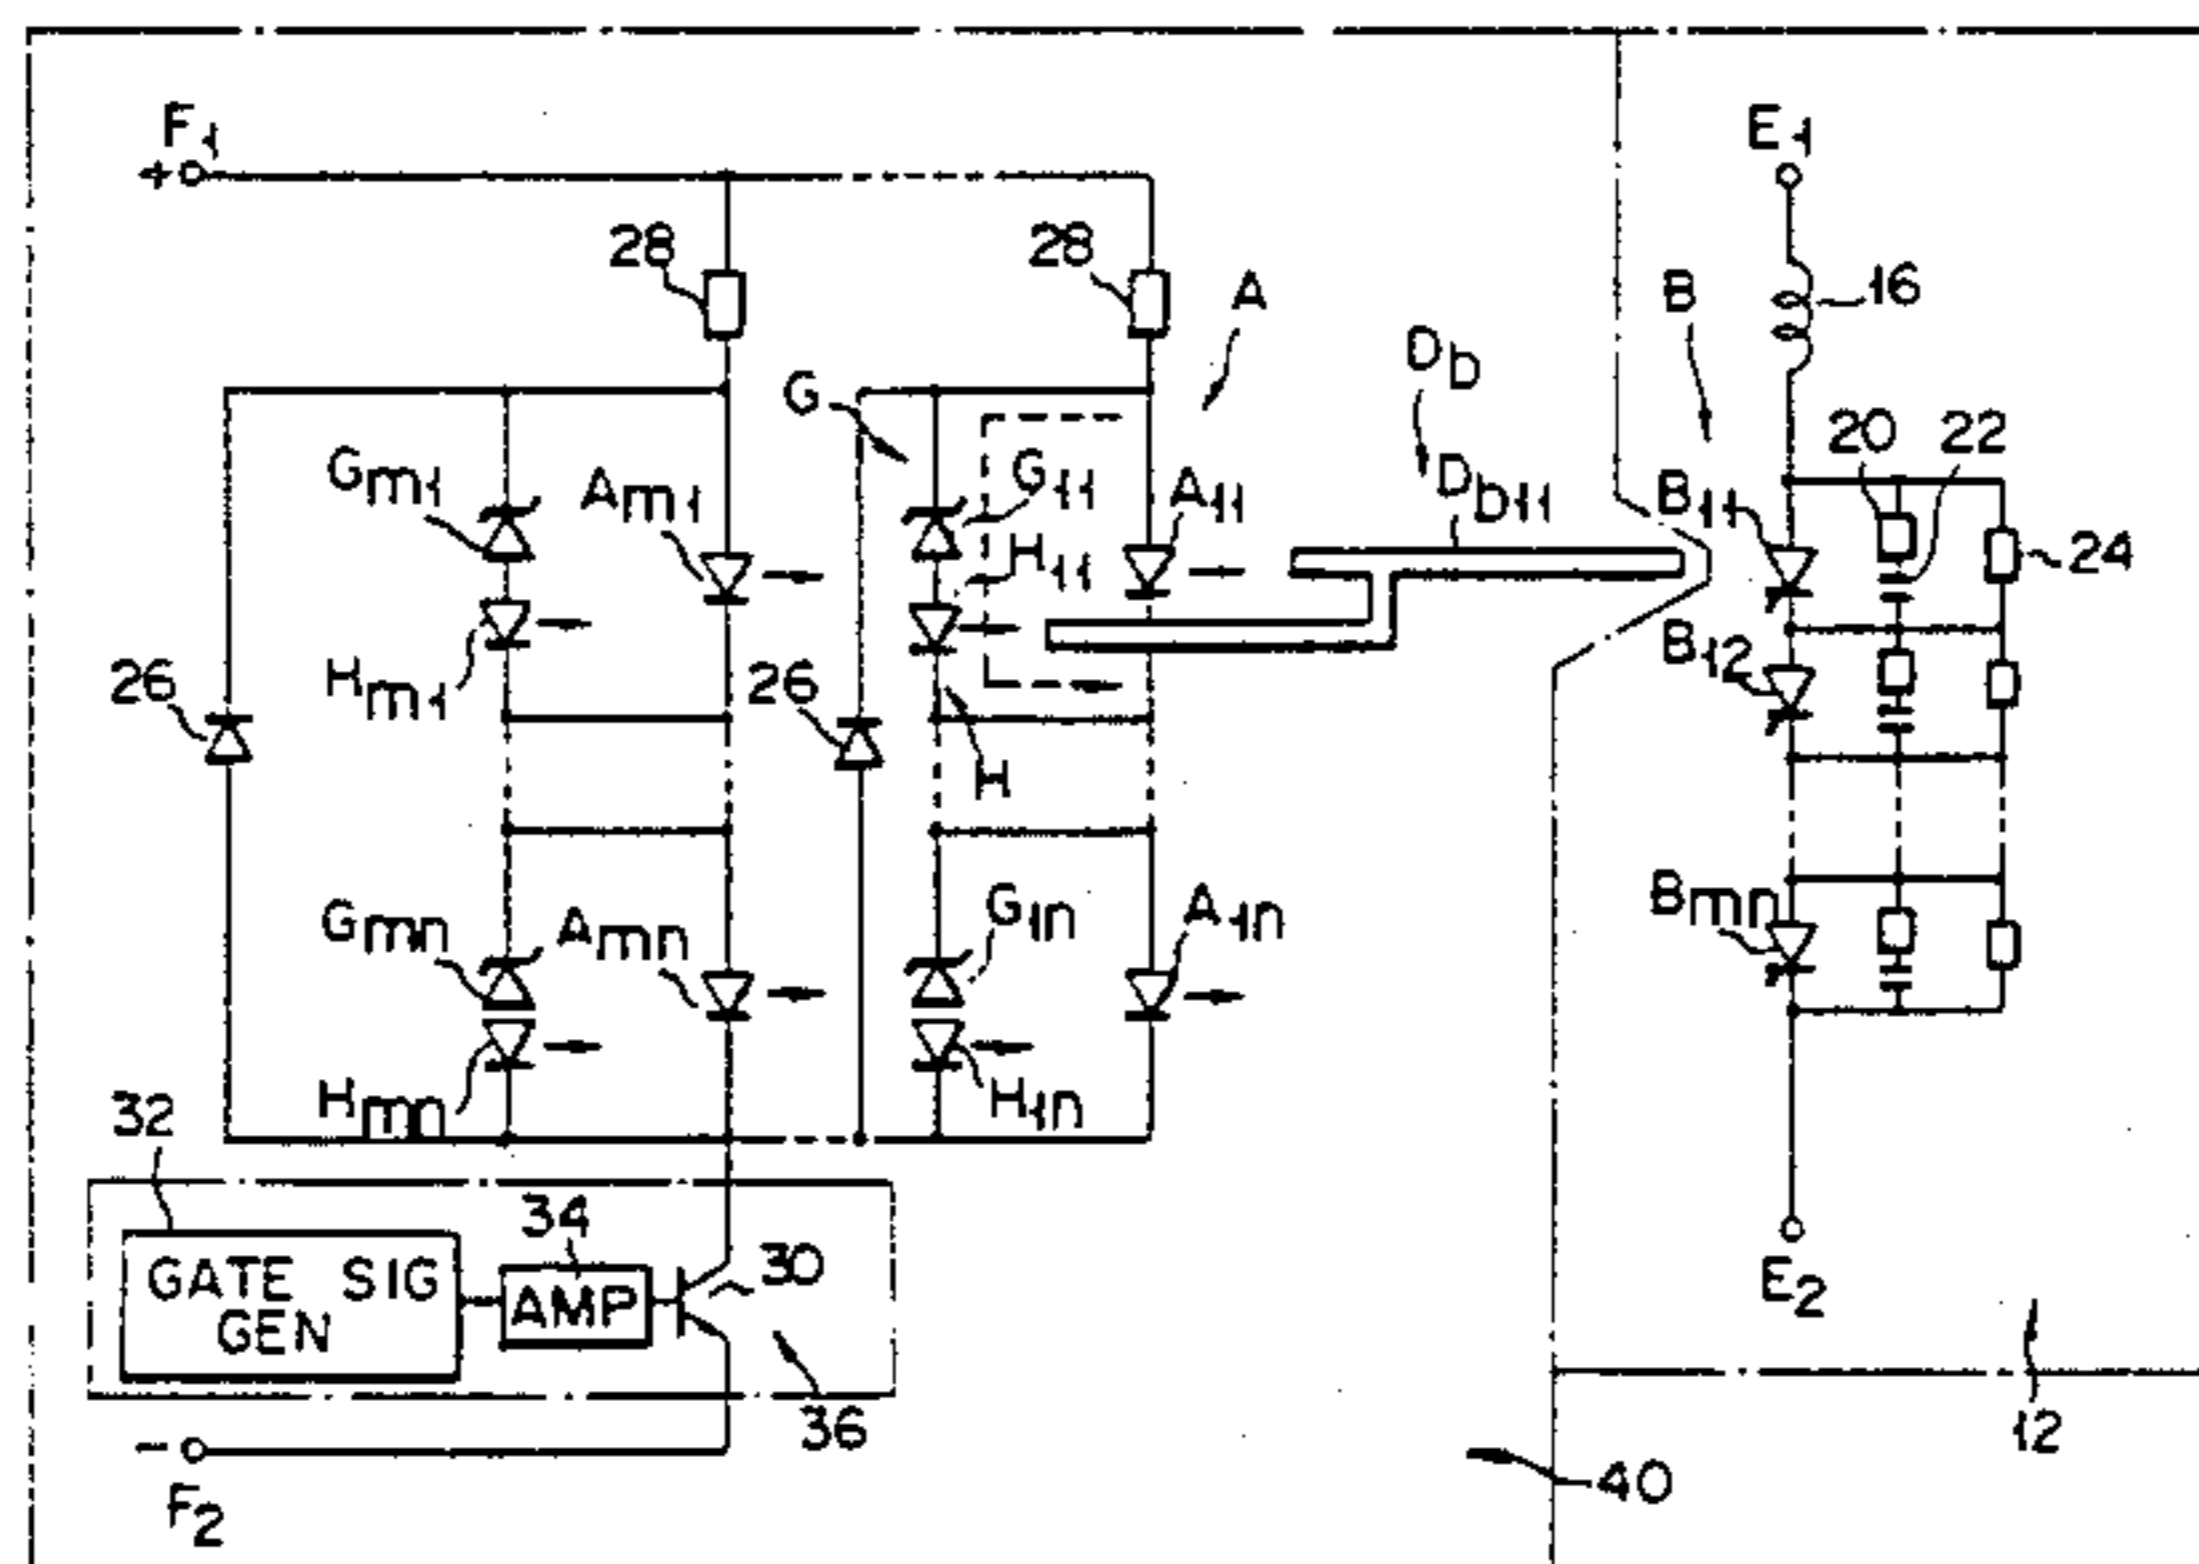 F1
+
E1
28
28
A
B
16
Db
G
20
22
Gm1
Am1
G11
A11
Db11
B11
H11
24
Hm1
26
26
B12
H
Gmn
Amn
G1n
A1n
Bmn
Hmn
H1n
32
34
30
GATE SIG
GEN
AMP
E2
36
12
-
F2
40